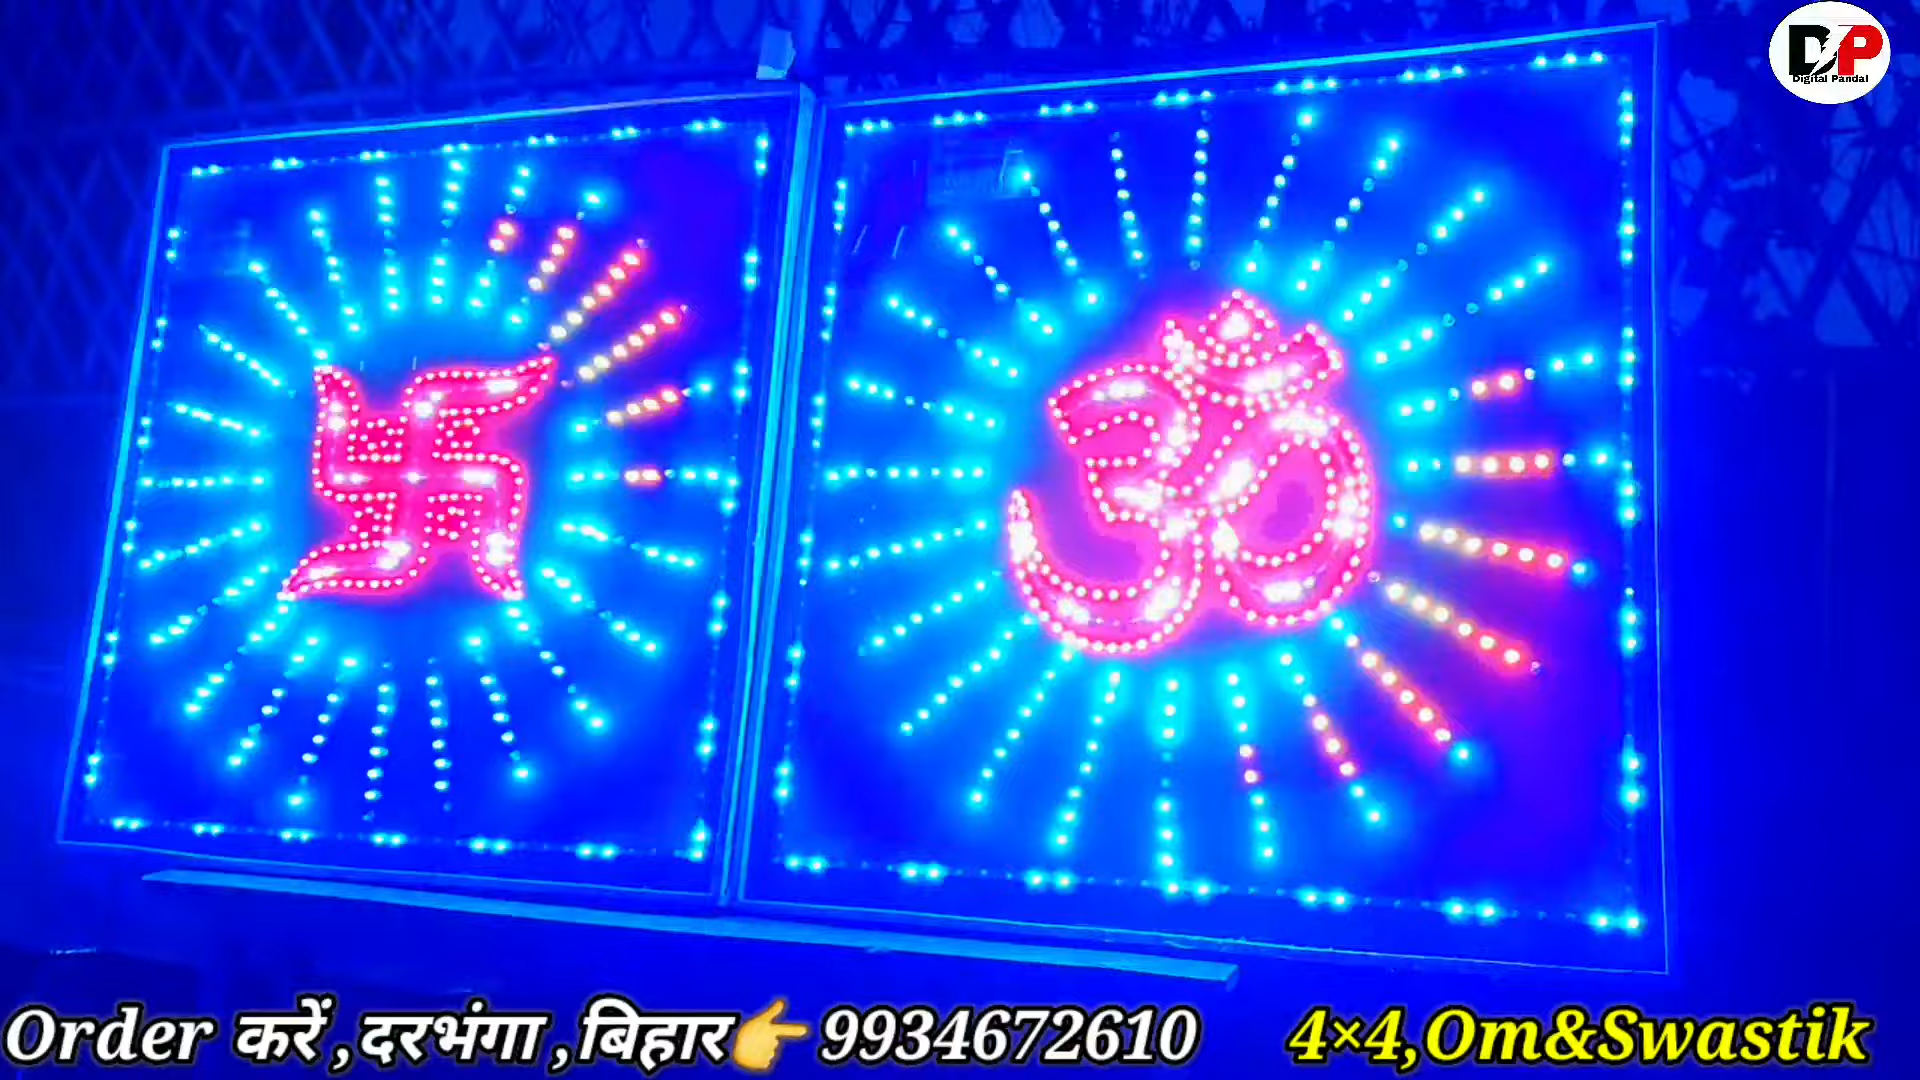 DP
Digital Pandal
ॐ
Order करें ,दरभंगा ,बिहार👉 9934672610 4×4,Om&Swastik